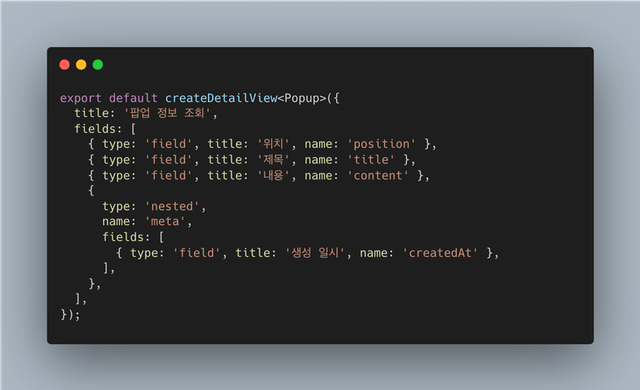 export default createDetailView<Popup>({
  title: '팝업 정보 조회',
  fields: [
    { type: 'field', title: '위치', name: 'position' },
    { type: 'field', title: '제목', name: 'title' },
    { type: 'field', title: '내용', name: 'content' },
    {
      type: 'nested',
      name: 'meta',
      fields: [
        { type: 'field', title: '생성 일시', name: 'createdAt' },
      ],
    },
  ],
});